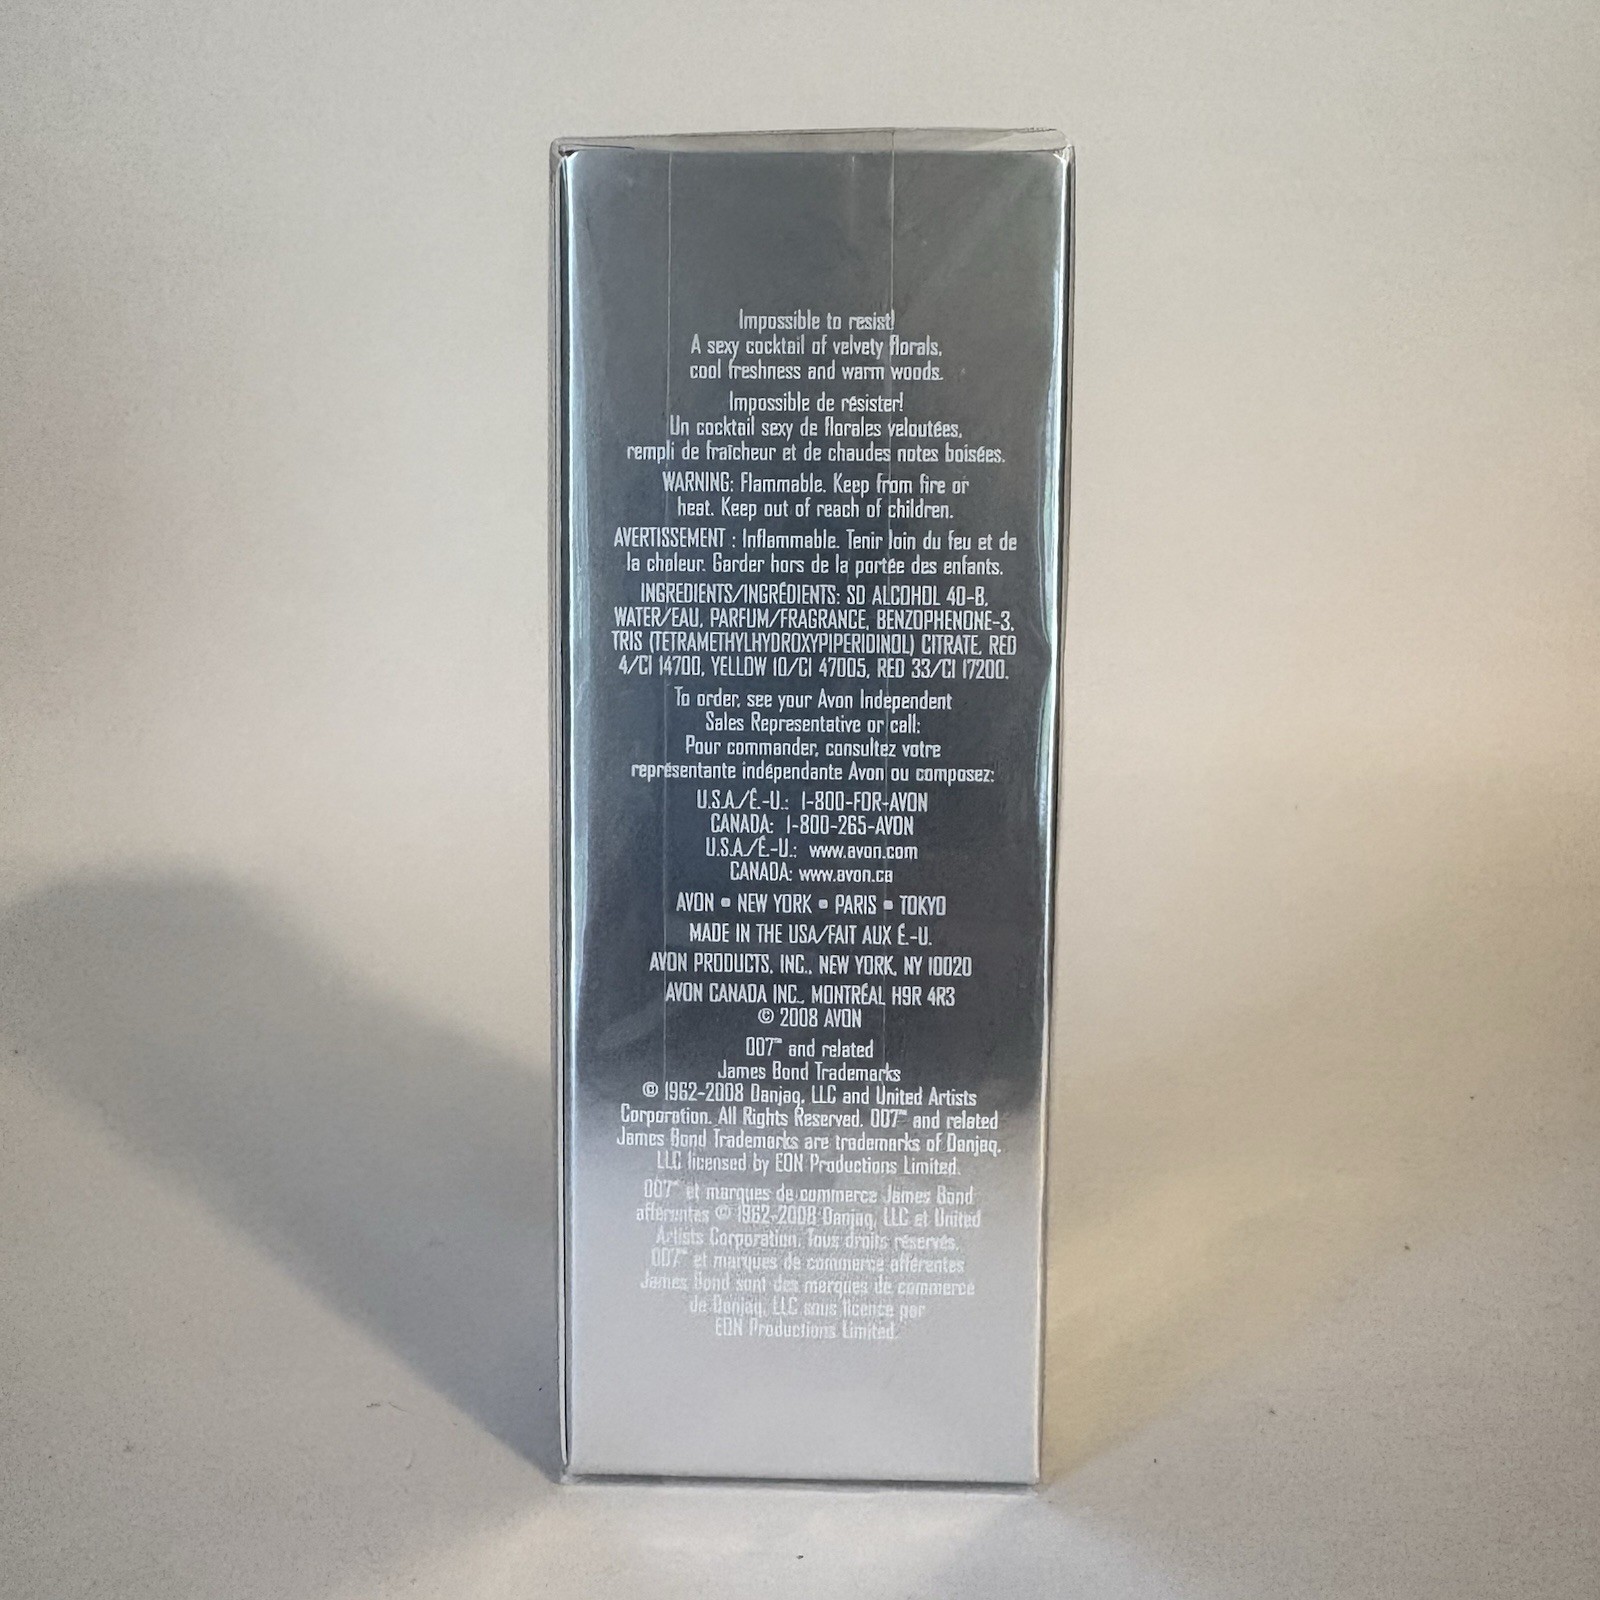 Impossible to resist!
A sexy cocktail of velvety florals,
cool freshness and warm woods.
Impossible de résister!
Un cocktail sexy de florales veloutées,
rempli de fraîcheur et de chaudes notes boisées.
WARNING: Flammable. Keep from fire or
heat. Keep out of reach of children.
AVERTISSEMENT : Inflammable. Tenir loin du feu et de
la chaleur. Garder hors de la portée des enfants.
INGREDIENTS/INGRÉDIENTS: SD ALCOHOL 40-B,
WATER/EAU, PARFUM/FRAGRANCE, BENZOPHENONE-3,
TRIS (TETRAMETHYLHYDROXYPIPERIDINOL) CITRATE, RED
4/CI 14700, YELLOW 10/CI 47005, RED 33/CI 17200.
To order, see your Avon Independent
Sales Representative or call:
Pour commander, consultez votre
représentante indépendante Avon ou composez:
U.S.A./É.-U.: 1-800-FOR-AVON
CANADA: 1-800-265-AVON
U.S.A./É.-U.: www.avon.com
CANADA: www.avon.ca
AVON • NEW YORK • PARIS • TOKYO
MADE IN THE USA/FAIT AUX É.-U.
AVON PRODUCTS, INC., NEW YORK, NY 10020
AVON CANADA INC., MONTRÉAL H9R 4R3
© 2008 AVON
007™ and related
James Bond Trademarks
© 1962-2008 Danjaq, LLC and United Artists
Corporation. All Rights Reserved. 007™ and related
James Bond Trademarks are trademarks of Danjaq,
LLC licensed by EON Productions Limited.
007™ et marques de commerce James Bond
afférentes © 1962-2008 Danjaq, LLC et United
Artists Corporation. Tous droits réservés.
007™ et marques de commerce afférentes
James Bond sont des marques de commerce
de Danjaq, LLC sous licence par
EON Productions Limited.